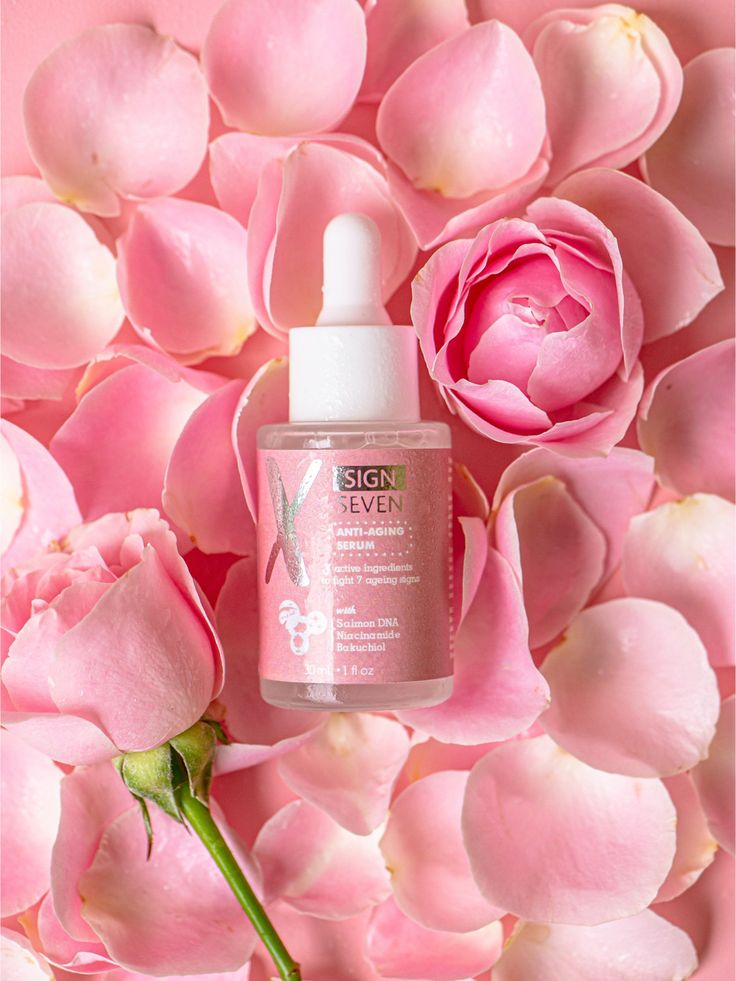 X
SIGN
SEVEN
ANTI-AGING
SERUM
3 active ingredients
to fight 7 ageing signs
with
Salmon DNA
Niacinamide
Bakuchiol
30 mL • 1 fl oz